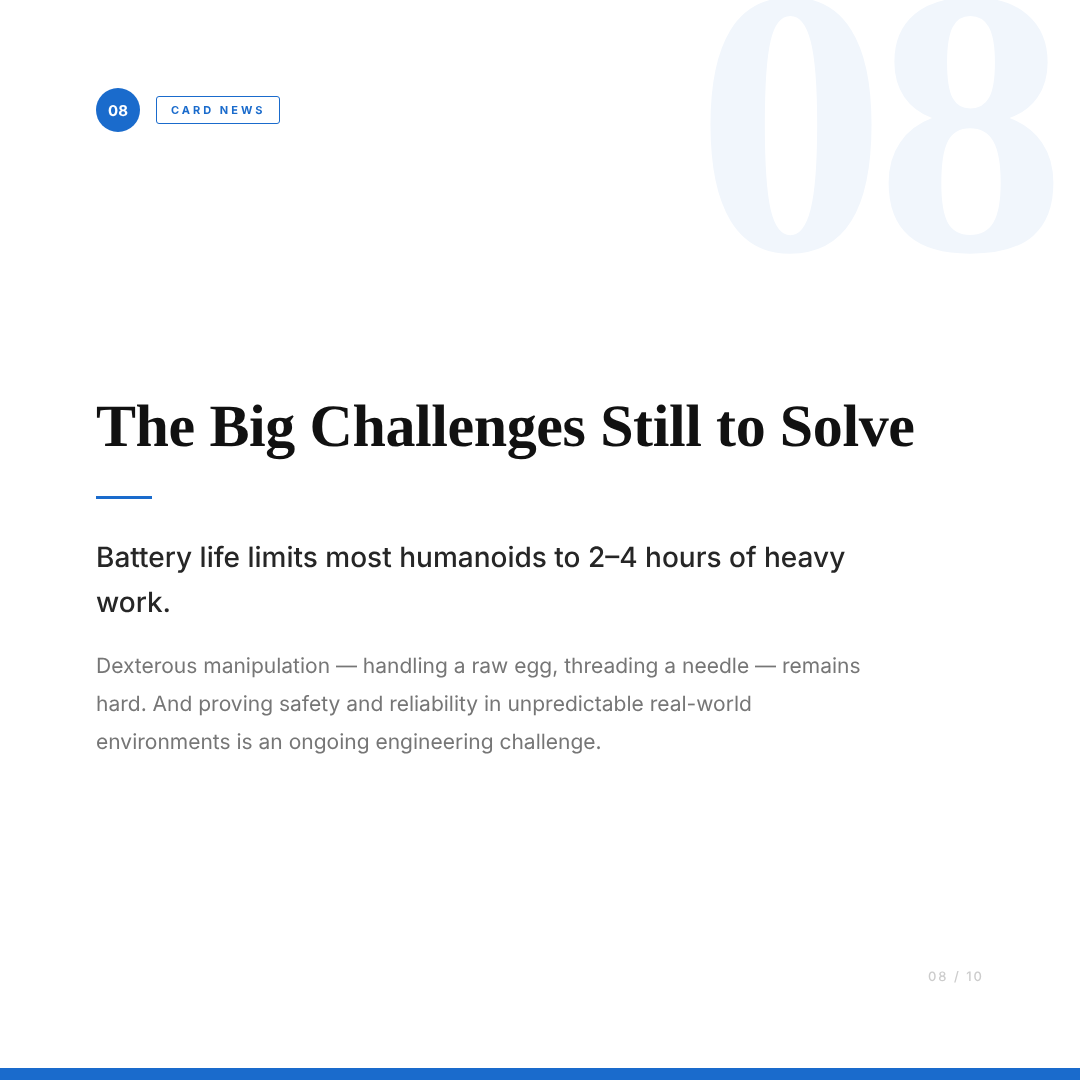 08
08
CARD NEWS
The Big Challenges Still to Solve
Battery life limits most humanoids to 2–4 hours of heavy
work.
Dexterous manipulation — handling a raw egg, threading a needle — remains
hard. And proving safety and reliability in unpredictable real-world
environments is an ongoing engineering challenge.
08 / 10